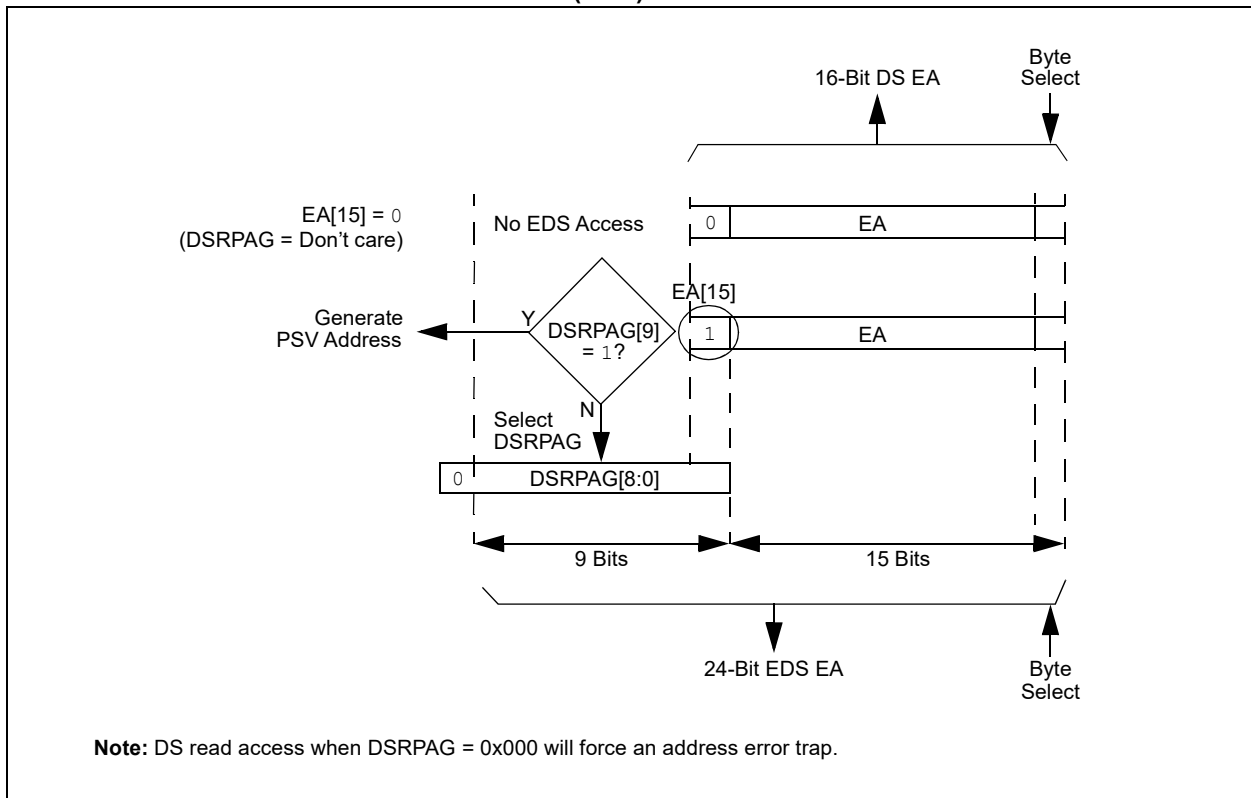 16-Bit DS EA
Byte
Select
EA[15] = 0
(DSRPAG = Don't care)
No EDS Access
0
EA
EA[15]
Generate
PSV Address
Y
DSRPAG[9]
= 1?
1
EA
N
Select
DSRPAG
0
DSRPAG[8:0]
9 Bits
15 Bits
24-Bit EDS EA
Byte
Select
Note: DS read access when DSRPAG = 0x000 will force an address error trap.